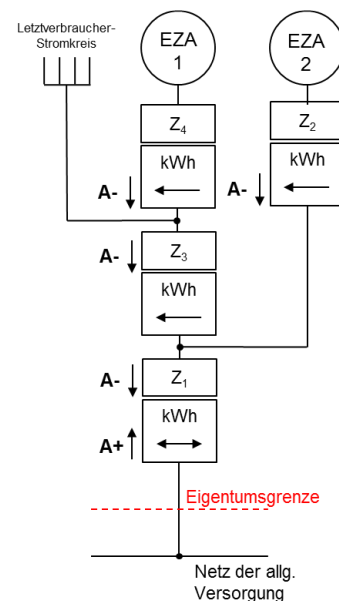 Letztverbraucher-
Stromkreis
EZA
1
EZA
2
Z₄
Z₂
kWh
kWh
A-
A-
Z₃
A-
kWh
Z₁
A-
kWh
A+
Eigentumsgrenze
Netz der allg.
Versorgung